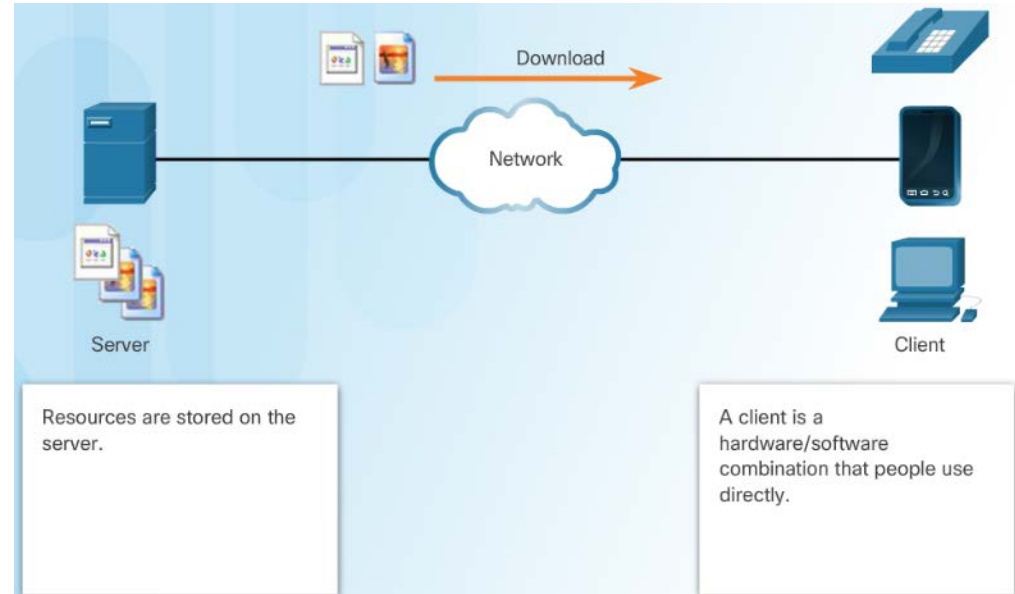 Download
Network
Server
Client
Resources are stored on the
server.
A client is a
hardware/software
combination that people use
directly.